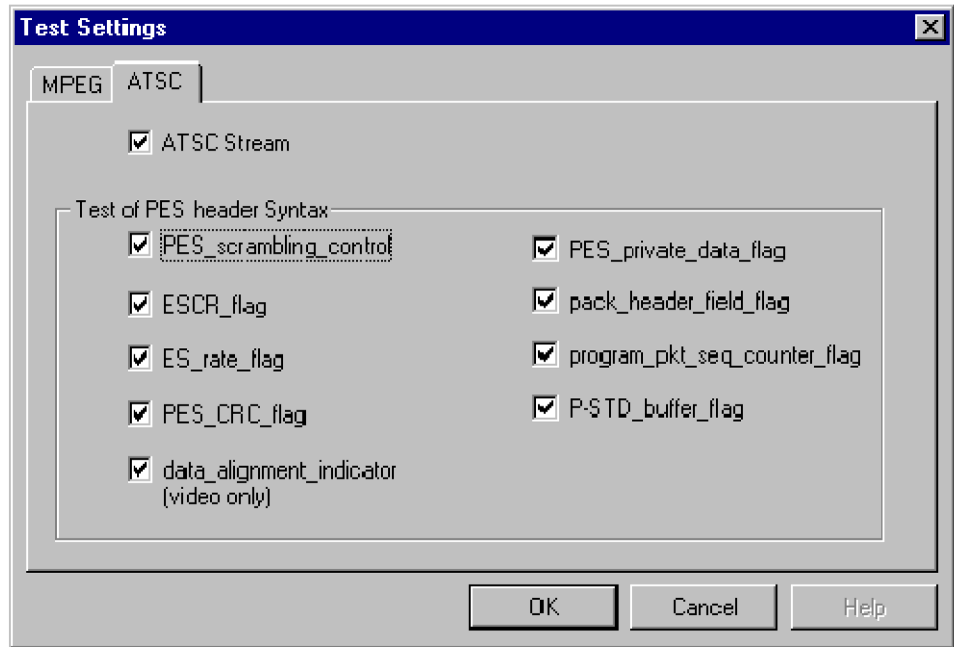 Test Settings
MPEG
ATSC
ATSC Stream
Test of PES header Syntax
PES_scrambling_control
ESCR_flag
ES_rate_flag
PES_CRC_flag
data_alignment_indicator
(video only)
PES_private_data_flag
pack_header_field_flag
program_pkt_seq_counter_flag
P-STD_buffer_flag
OK
Cancel
Help